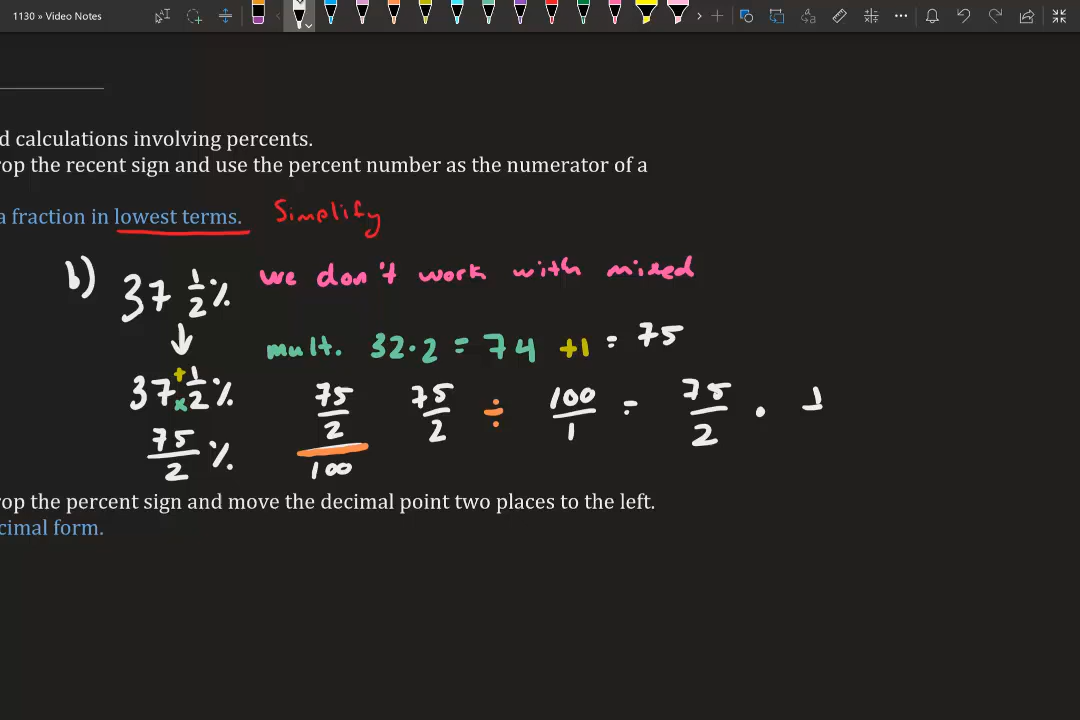 1130 » Video Notes
d calculations involving percents.
rop the recent sign and use the percent number as the numerator of a
a fraction in lowest terms. Simplify
b) 37 1/2 % we don't work with mixed
mult. 32·2 = 74 +1 = 75
37 + 1/2 % x
75/2 %
75/2 / 100 75/2 ÷ 100/1 = 75/2 · 1
rop the percent sign and move the decimal point two places to the left.
cimal form.